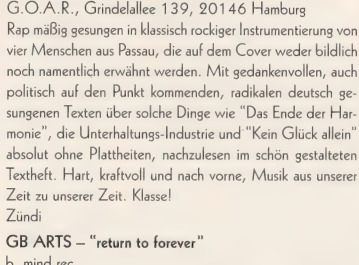 G.O.A.R., Grindelallee 139, 20146 Hamburg
Rap mäßig gesungen in klassisch rockiger Instrumentierung von
vier Menschen aus Passau, die auf dem Cover weder bildlich
noch namentlich erwähnt werden. Mit gedankenvollen, auch
politisch auf den Punkt kommenden, radikalen deutsch ge-
sungenen Texten über solche Dinge wie "Das Ende der Har-
monie", die Unterhaltungs-Industrie und "Kein Glück allein"
absolut ohne Plattheiten, nachzulesen im schön gestalteten
Textheft. Hart, kraftvoll und nach vorne, Musik aus unserer
Zeit zu unserer Zeit. Klasse!
Zündi
GB ARTS – "return to forever"
b. mind rec.